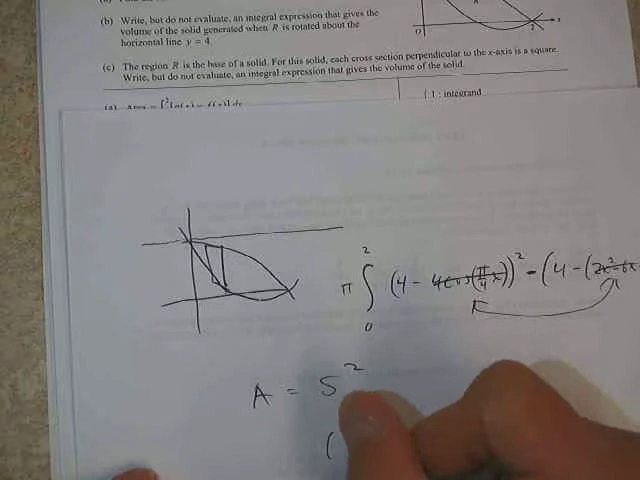 (b) Write, but do not evaluate, an integral expression that gives the
volume of the solid generated when R is rotated about the
horizontal line y = 4.
(c) The region R is the base of a solid. For this solid, each cross section perpendicular to the x-axis is a square.
Write, but do not evaluate, an integral expression that gives the volume of the solid.
1 : integrand
R
O
x
2
π ∫ 0 2 (4 - 4cos(π/4 x))² - (4 - (2x² - 6x
A = S²
(